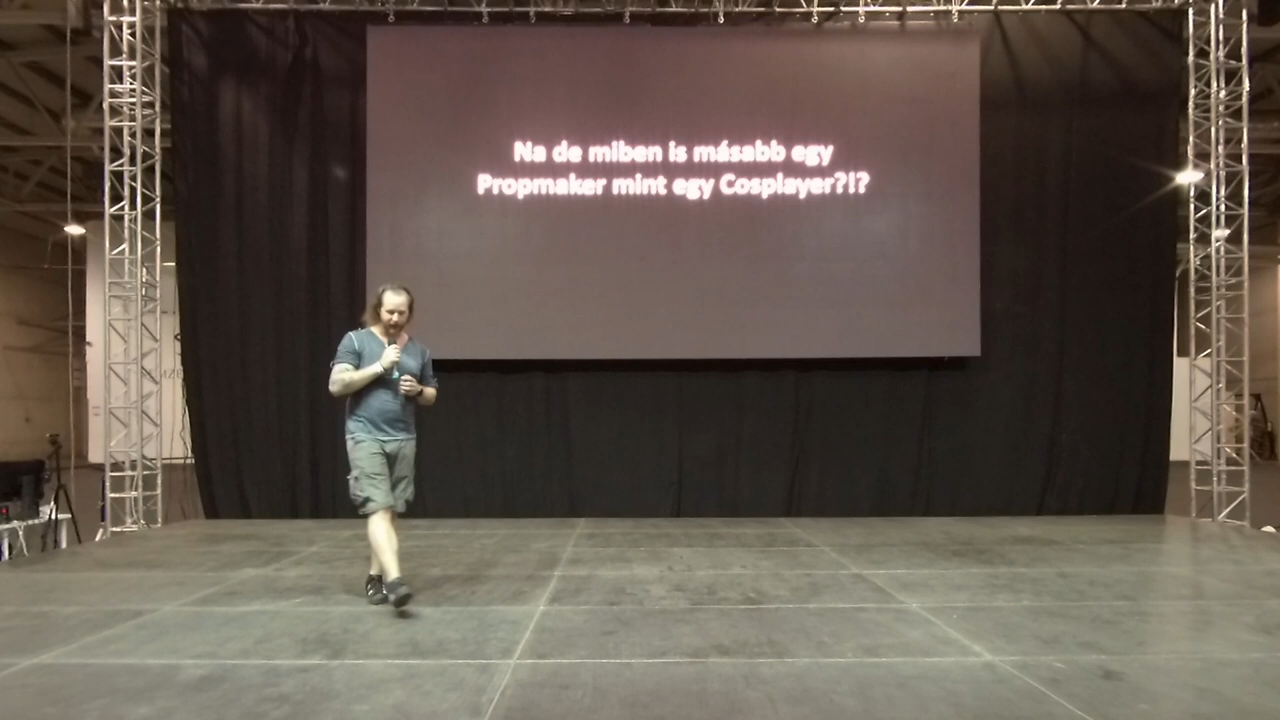 Na de miben is másabb egy
Propmaker mint egy Cosplayer?!?